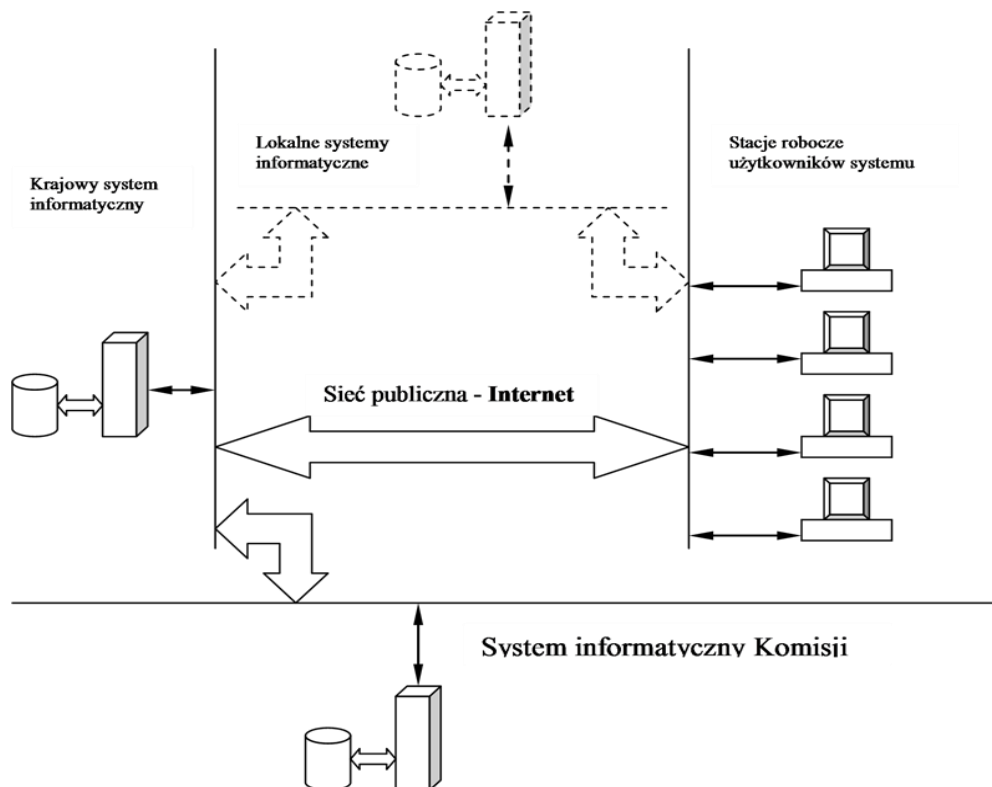 Lokalne systemy
informatyczne
Stacje robocze
użytkowników systemu
Krajowy system
informatyczny
Sieć publiczna - Internet
System informatyczny Komisji